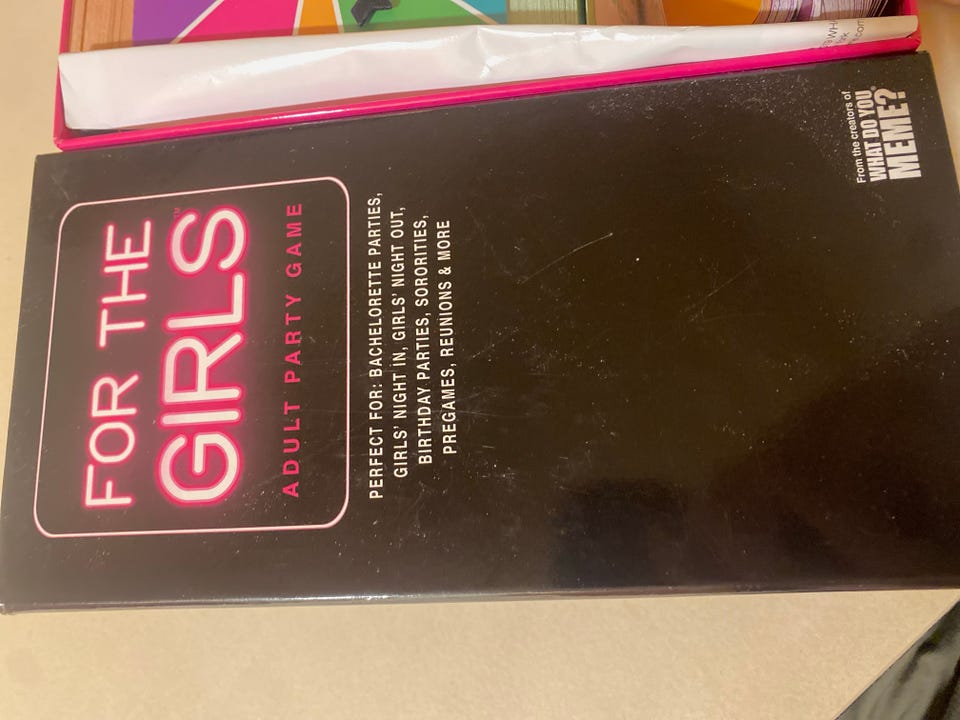 FOR THE
GIRLS™
ADULT PARTY GAME
PERFECT FOR: BACHELORETTE PARTIES,
GIRLS' NIGHT IN, GIRLS' NIGHT OUT,
BIRTHDAY PARTIES, SORORITIES,
PREGAMES, REUNIONS & MORE
From the creators of
WHAT DO YOU
MEME?®